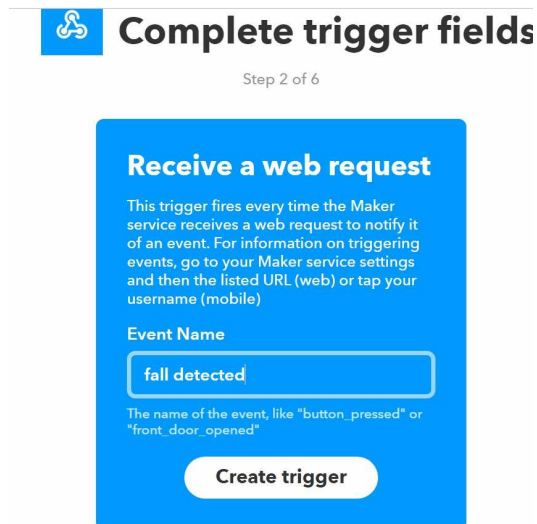 Complete trigger fields
Step 2 of 6
Receive a web request
This trigger fires every time the Maker
service receives a web request to notify it
of an event. For information on triggering
events, go to your Maker service settings
and then the listed URL (web) or tap your
username (mobile)
Event Name
fall detected
The name of the event, like "button_pressed" or
"front_door_opened"
Create trigger